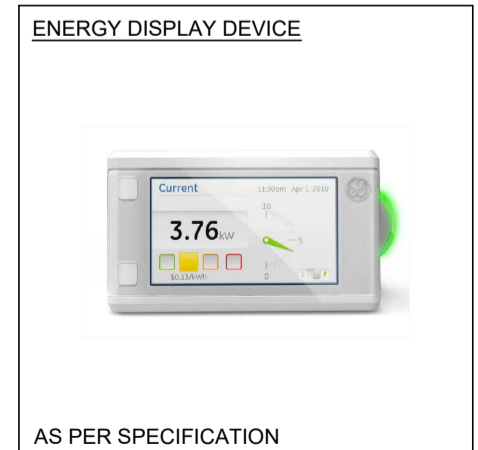 ENERGY DISPLAY DEVICE
Current 11:30pm Apr 1, 2010
10
3.76kW
5
$0.13/kWh 0
AS PER SPECIFICATION